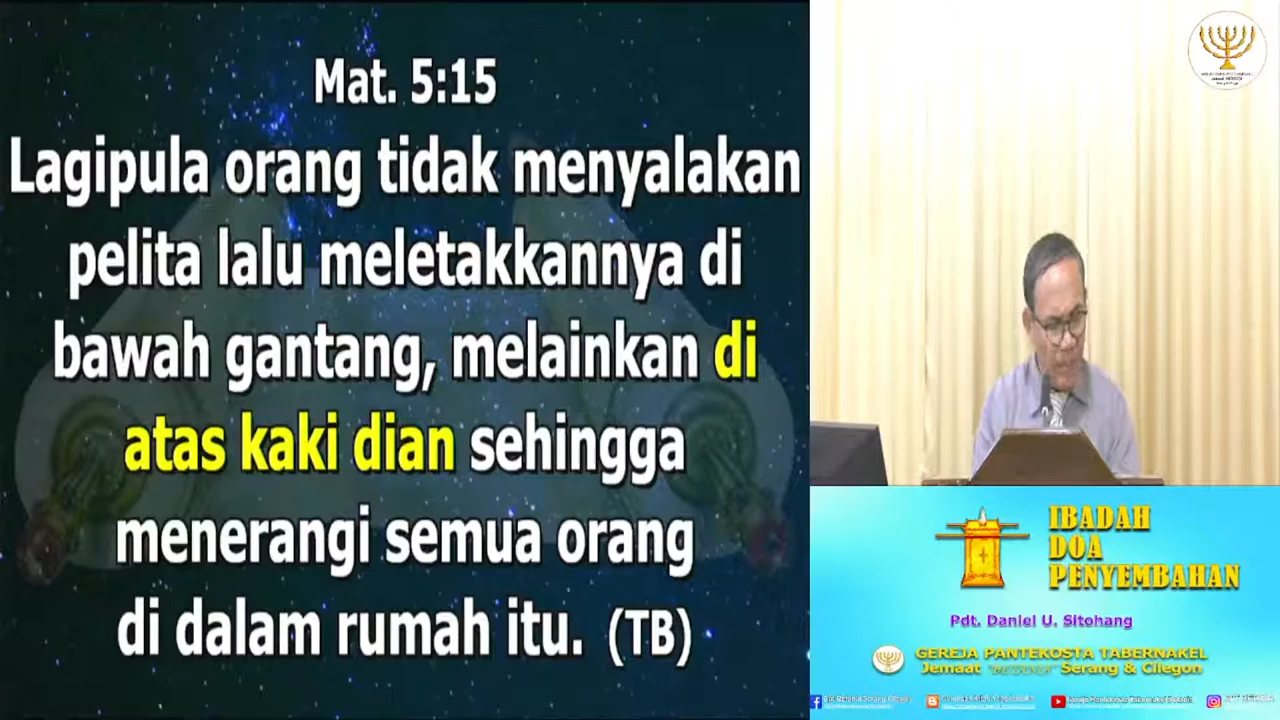 Mat. 5:15
Lagipula orang tidak menyalakan
pelita lalu meletakkannya di
bawah gantang, melainkan di
atas kaki dian sehingga
menerangi semua orang
di dalam rumah itu. (TB)
IBADAH
DOA
PENYEMBAHAN
Pdt. Daniel U. Sitohang
GEREJA PANTEKOSTA TABERNAKEL
Jemaat "BETHANIA" Serang & Cilegon